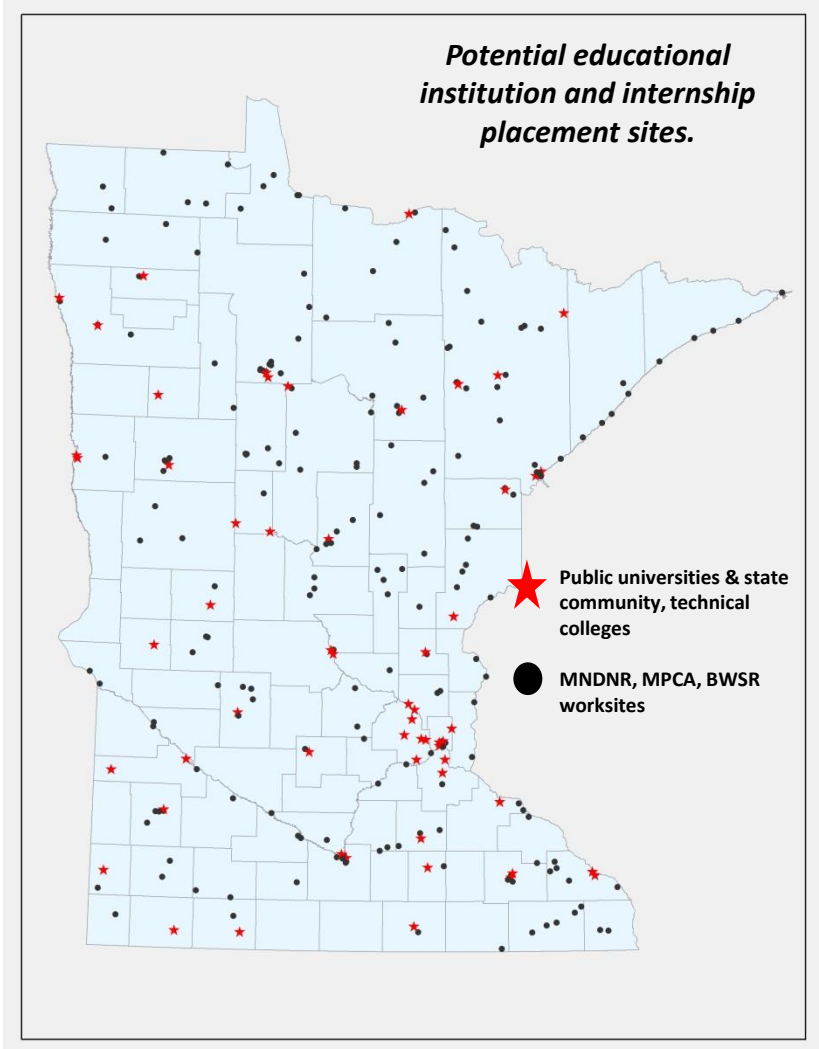 Potential educational
institution and internship
placement sites.
Public universities & state
community, technical
colleges
MNDNR, MPCA, BWSR
worksites